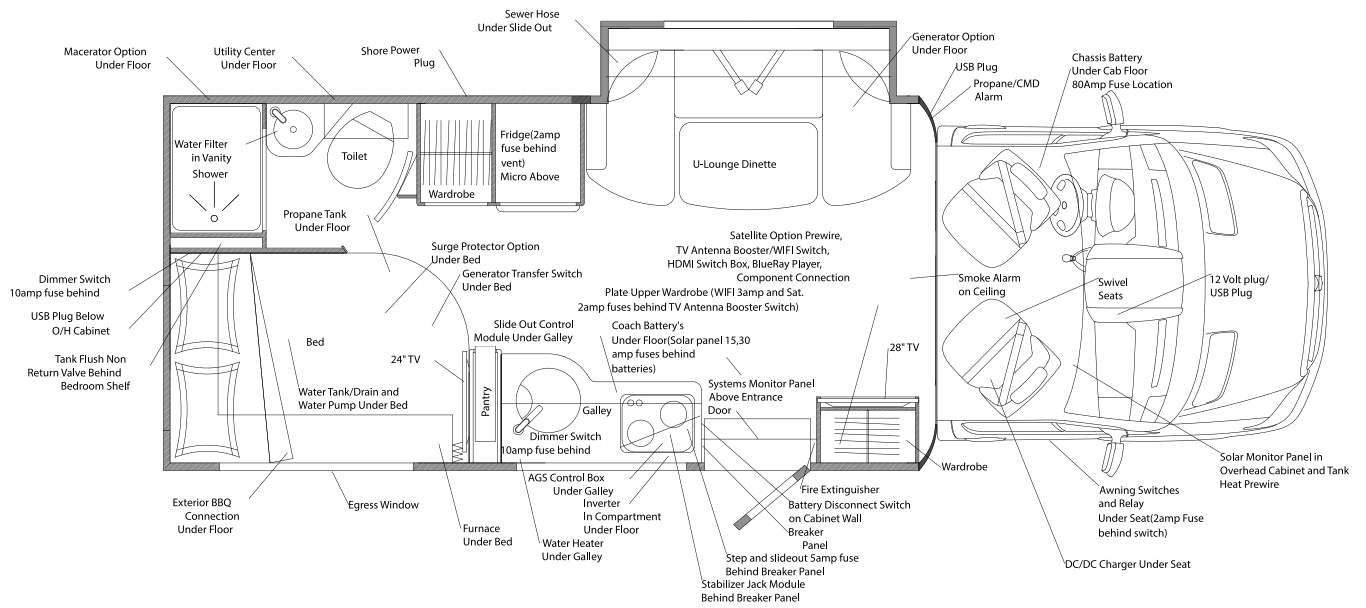 Sewer Hose
Under Slide Out
Macerator Option
Under Floor
Utility Center
Under Floor
Shore Power
Plug
Generator Option
Under Floor
USB Plug
Propane/CMD
Alarm
Chassis Battery
Under Cab Floor
80Amp Fuse Location
Water Filter
in Vanity
Shower
Toilet
Wardrobe
Fridge(2amp
fuse behind
vent)
Micro Above
U-Lounge Dinette
Propane Tank
Under Floor
Surge Protector Option
Under Bed
Generator Transfer Switch
Under Bed
Satellite Option Prewire,
TV Antenna Booster/WIFI Switch,
HDMI Switch Box, BlueRay Player,
Component Connection
Plate Upper Wardrobe (WIFI 3amp and Sat.
2amp fuses behind TV Antenna Booster Switch)
Smoke Alarm
on Ceiling
Swivel
Seats
12 Volt plug/
USB Plug
Dimmer Switch
10amp fuse behind
USB Plug Below
O/H Cabinet
Tank Flush Non
Return Valve Behind
Bedroom Shelf
Bed
24" TV
Slide Out Control
Module Under Galley
Coach Battery's
Under Floor(Solar panel 15,30
amp fuses behind
batteries)
28" TV
Systems Monitor Panel
Above Entrance
Door
Water Tank/Drain and
Water Pump Under Bed
Pantry
Galley
Dimmer Switch
10amp fuse behind
Wardrobe
Solar Monitor Panel in
Overhead Cabinet and Tank
Heat Prewire
Exterior BBQ
Connection
Under Floor
Egress Window
Furnace
Under Bed
AGS Control Box
Under Galley
Inverter
In Compartment
Under Floor
Water Heater
Under Galley
Fire Extinguisher
Battery Disconnect Switch
on Cabinet Wall
Breaker
Panel
Step and slideout 5amp fuse
Behind Breaker Panel
Stabilizer Jack Module
Behind Breaker Panel
Awning Switches
and Relay
Under Seat(2amp Fuse
behind switch)
DC/DC Charger Under Seat